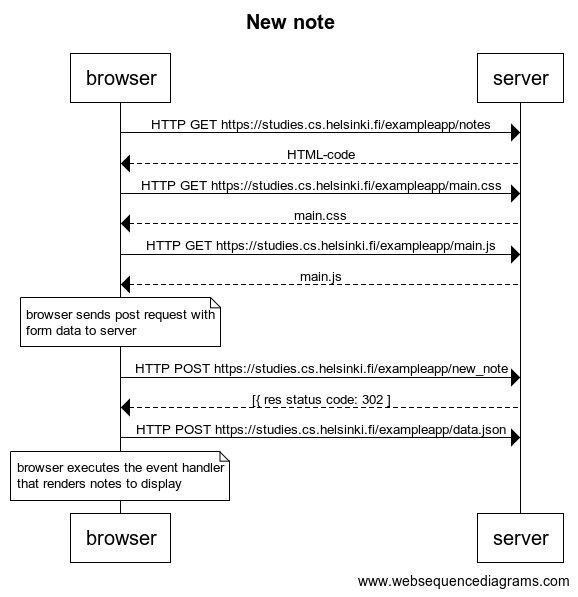 New note
browser
server
HTTP GET https://studies.cs.helsinki.fi/exampleapp/notes
HTML-code
HTTP GET https://studies.cs.helsinki.fi/exampleapp/main.css
main.css
HTTP GET https://studies.cs.helsinki.fi/exampleapp/main.js
main.js
browser sends post request with
form data to server
HTTP POST https://studies.cs.helsinki.fi/exampleapp/new_note
[{ res status code: 302 ]
HTTP POST https://studies.cs.helsinki.fi/exampleapp/data.json
browser executes the event handler
that renders notes to display
browser
server
www.websequencediagrams.com